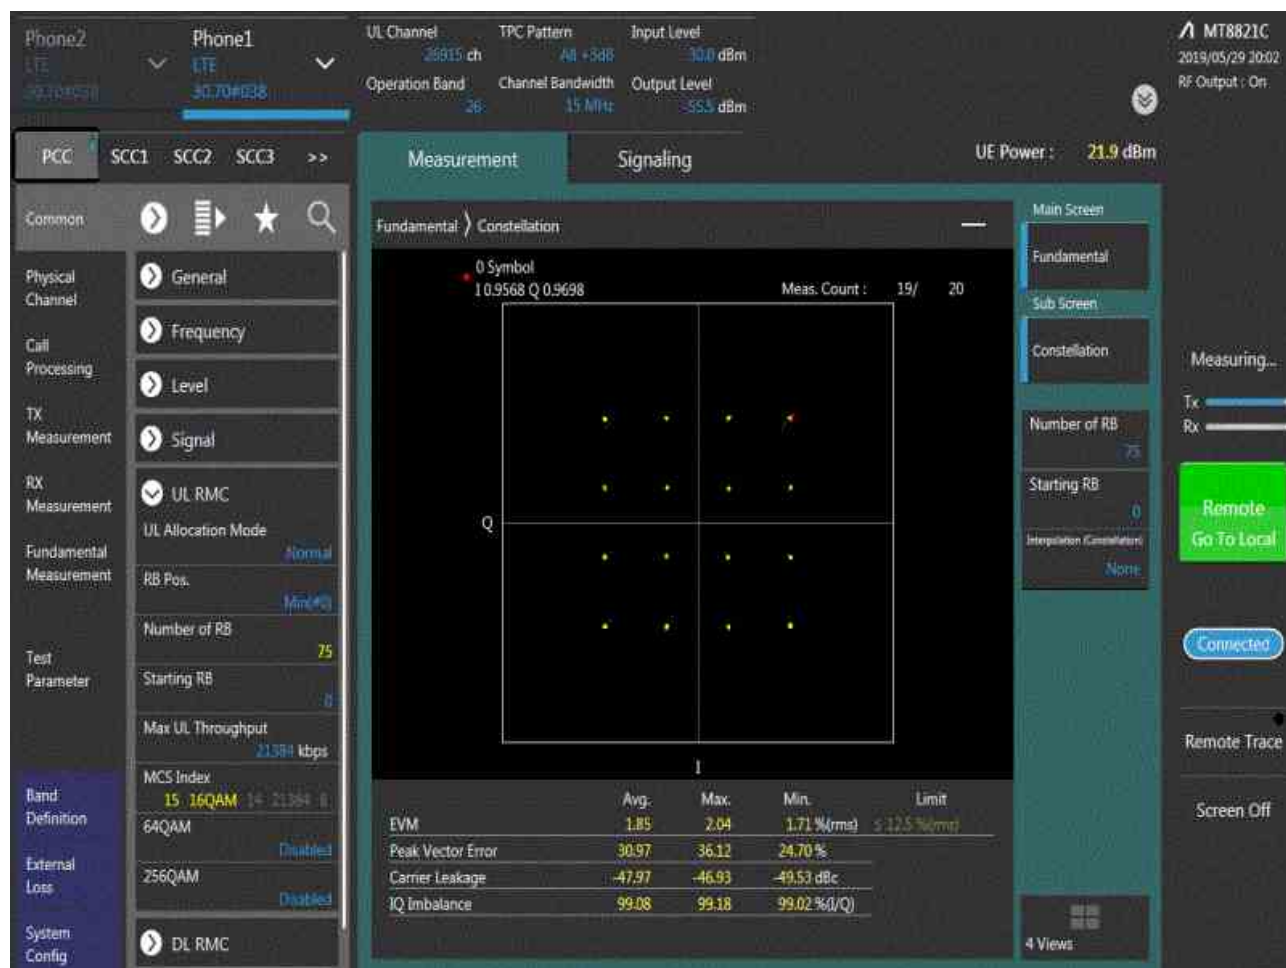 Phone2
LTE
30.70#038
Phone1
LTE
30.70#038
UL Channel
26915 ch
TPC Pattern
All +3dB
Input Level
30.0 dBm
Operation Band
26
Channel Bandwidth
15 MHz
Output Level
-55.5 dBm
MT8821C
2019/05/29 20:02
RF Output : On
PCC SCC1 SCC2 SCC3 >>
Measurement
Signaling
UE Power : 21.9 dBm
Common
Physical
Channel
Call
Processing
TX
Measurement
RX
Measurement
Fundamental
Measurement
Test
Parameter
Band
Definition
External
Loss
System
Config
General
Frequency
Level
Signal
UL RMC
UL Allocation Mode
Normal
RB Pos.
Min(#0)
Number of RB
75
Starting RB
0
Max UL Throughput
21384 kbps
MCS Index
15 16QAM 14 21384 8
64QAM
Disabled
256QAM
Disabled
DL RMC
Fundamental 〉 Constellation
0 Symbol
I 0.9568 Q 0.9698
Meas. Count : 19/ 20
Q
I
Avg. Max. Min. Limit
EVM 1.85 2.04 1.71 %(rms) ≤ 12.5 %(rms)
Peak Vector Error 30.97 36.12 24.70 %
Carrier Leakage -47.97 -46.93 -49.53 dBc
IQ Imbalance 99.08 99.18 99.02 %(I/Q)
Main Screen
Fundamental
Sub Screen
Constellation
Number of RB
75
Starting RB
0
Interpolation (Constellation)
None
4 Views
Measuring...
Tx
Rx
Remote
Go To Local
Connected
Remote Trace
Screen Off